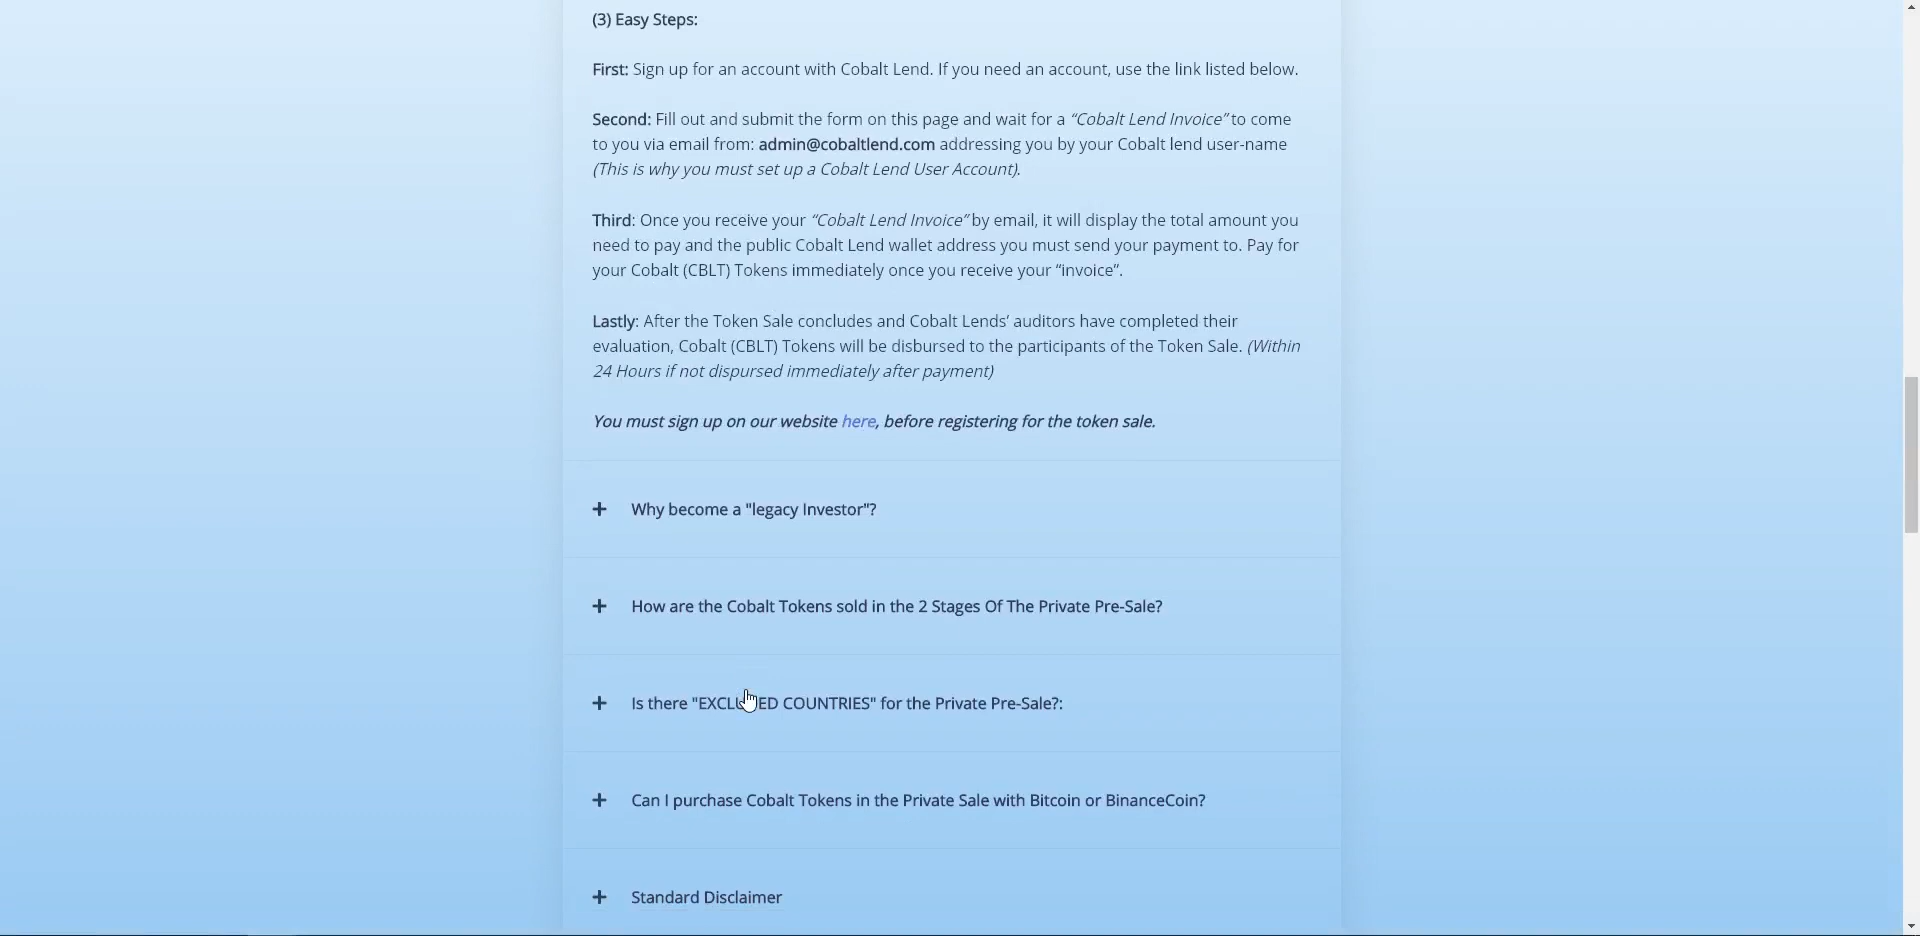 (3) Easy Steps:
First: Sign up for an account with Cobalt Lend. If you need an account, use the link listed below.
Second: Fill out and submit the form on this page and wait for a “Cobalt Lend Invoice” to come
to you via email from: admin@cobaltlend.com addressing you by your Cobalt lend user-name
(This is why you must set up a Cobalt Lend User Account).
Third: Once you receive your “Cobalt Lend Invoice” by email, it will display the total amount you
need to pay and the public Cobalt Lend wallet address you must send your payment to. Pay for
your Cobalt (CBLT) Tokens immediately once you receive your “invoice”.
Lastly: After the Token Sale concludes and Cobalt Lends’ auditors have completed their
evaluation, Cobalt (CBLT) Tokens will be disbursed to the participants of the Token Sale. (Within
24 Hours if not dispursed immediately after payment)
You must sign up on our website here, before registering for the token sale.
Why become a "legacy Investor"?
How are the Cobalt Tokens sold in the 2 Stages Of The Private Pre-Sale?
Is there "EXCLUDED COUNTRIES" for the Private Pre-Sale?:
Can I purchase Cobalt Tokens in the Private Sale with Bitcoin or BinanceCoin?
Standard Disclaimer